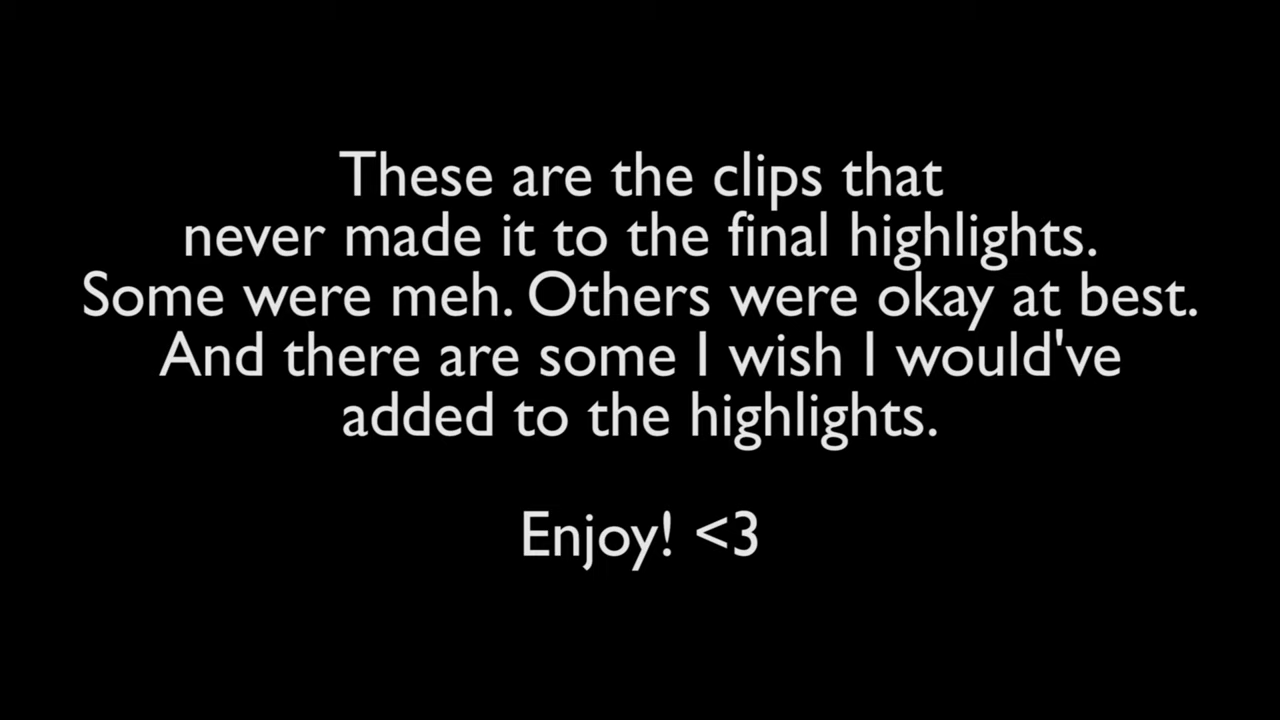 These are the clips that
never made it to the final highlights.
Some were meh. Others were okay at best.
And there are some I wish I would've
added to the highlights.
Enjoy! <3